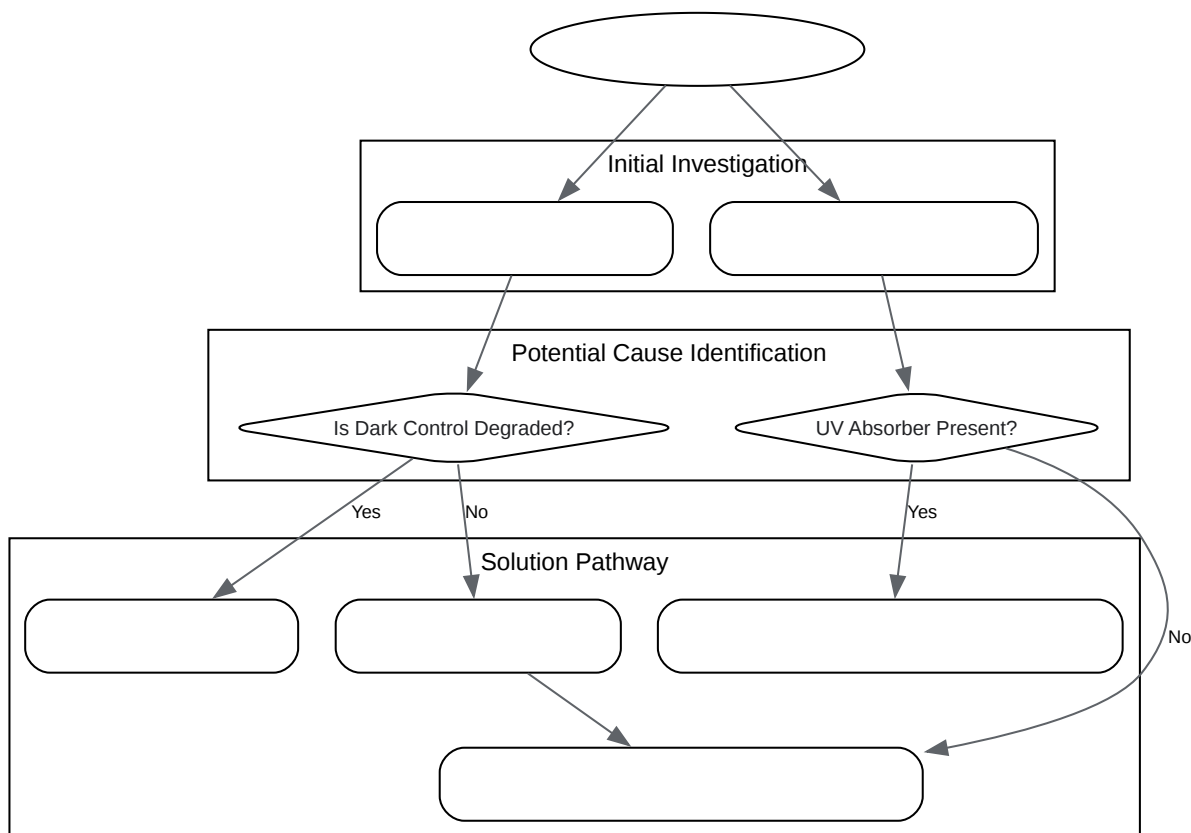 Initial Investigation
Potential Cause Identification
Is Dark Control Degraded?
UV Absorber Present?
Yes
No
Yes
Solution Pathway
No